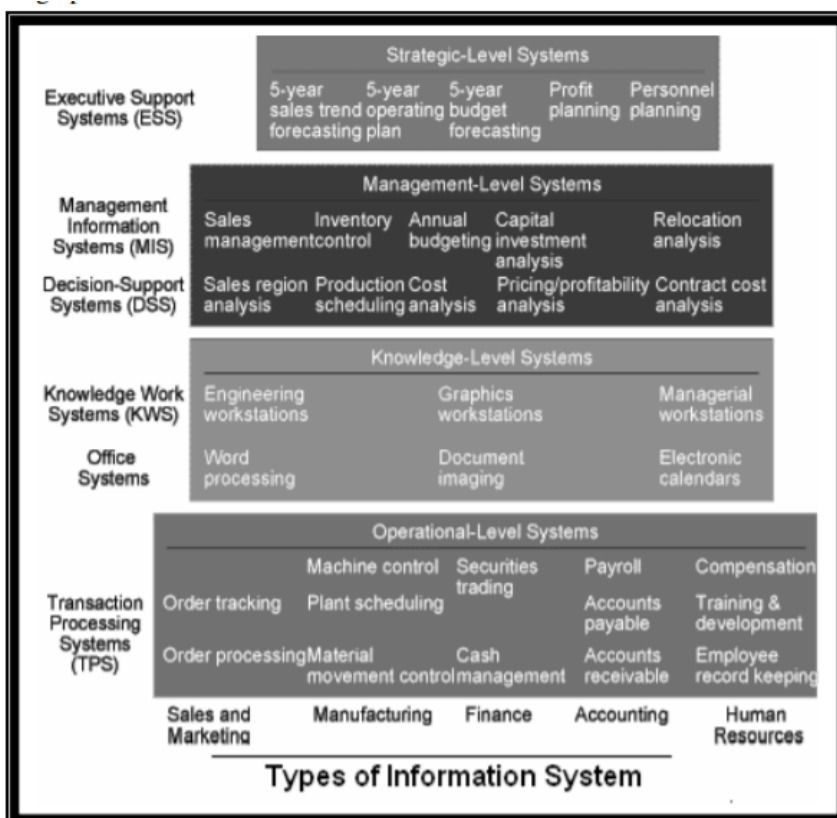 Strategic-Level Systems
Executive Support
Systems (ESS)
5-year 5-year 5-year Profit Personnel
sales trend operating budget planning planning
forecasting plan forecasting
Management-Level Systems
Management
Information
Systems (MIS)
Sales Inventory Annual Capital Relocation
management control budgeting investment analysis
analysis
Decision-Support
Systems (DSS)
Sales region Production Cost Pricing/profitability Contract cost
analysis scheduling analysis analysis analysis
Knowledge-Level Systems
Knowledge Work
Systems (KWS)
Engineering Graphics Managerial
workstations workstations workstations
Office
Systems
Word Document Electronic
processing imaging calendars
Operational-Level Systems
Transaction
Processing
Systems
(TPS)
Machine control Securities Payroll Compensation
trading
Order tracking Plant scheduling Accounts Training &
payable development
Order processing Material Cash Accounts Employee
movement control management receivable record keeping
Sales and Manufacturing Finance Accounting Human
Marketing Resources
Types of Information System